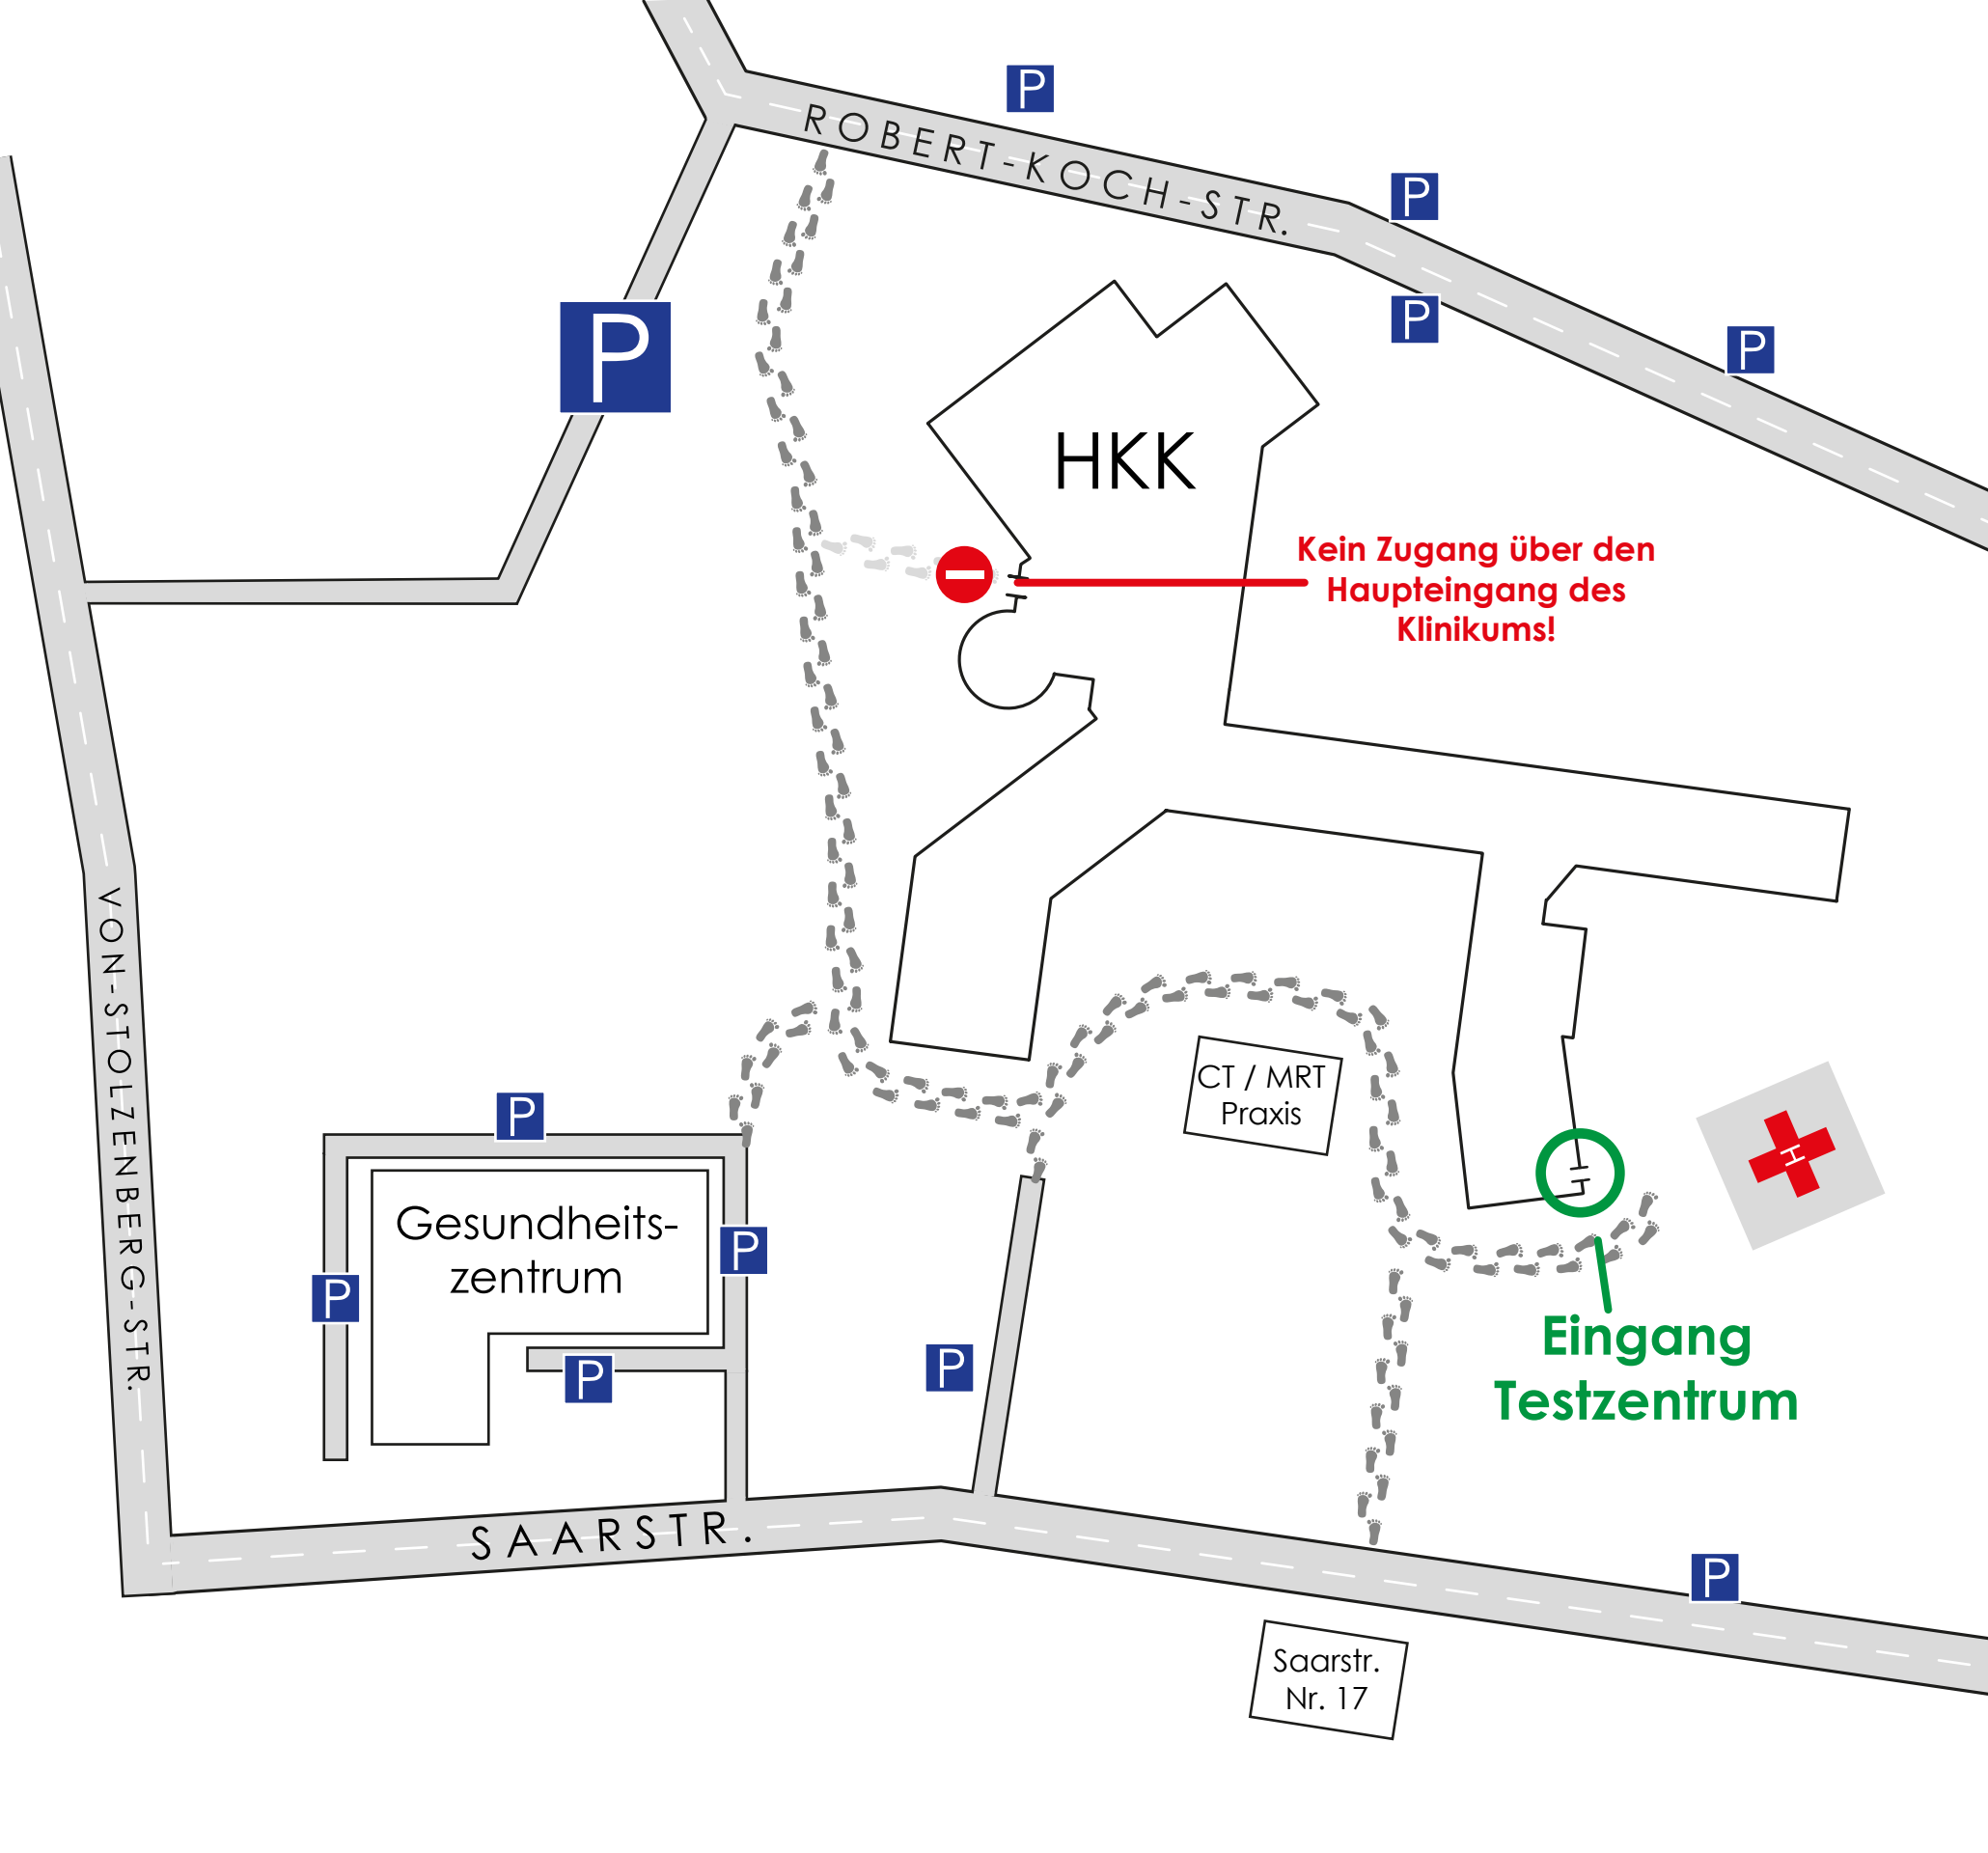 P
ROBERT-KOCH-STR.
P
P
P
P
HKK
Kein Zugang über den
Haupteingang des
Klinikums!
VON-STOLZENBERG-STR.
CT / MRT
Praxis
P
H
Gesundheits-
zentrum
P
P
P
P
Eingang
Testzentrum
SAARSTR.
P
Saarstr.
Nr. 17